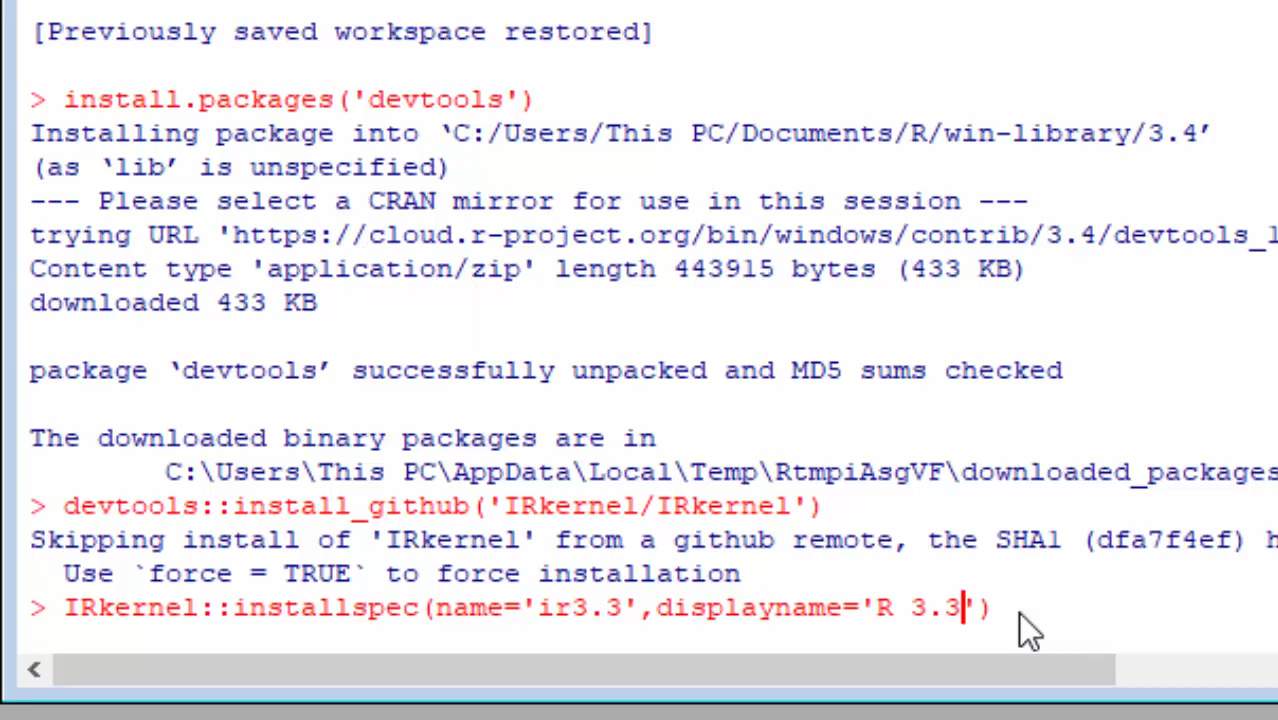 [Previously saved workspace restored]
> install.packages('devtools')
Installing package into ‘C:/Users/This PC/Documents/R/win-library/3.4’
(as ‘lib’ is unspecified)
--- Please select a CRAN mirror for use in this session ---
trying URL 'https://cloud.r-project.org/bin/windows/contrib/3.4/devtools_1
Content type 'application/zip' length 443915 bytes (433 KB)
downloaded 433 KB
package ‘devtools’ successfully unpacked and MD5 sums checked
The downloaded binary packages are in
C:\Users\This PC\AppData\Local\Temp\RtmpiAsgVF\downloaded_packages
> devtools::install_github('IRkernel/IRkernel')
Skipping install of 'IRkernel' from a github remote, the SHA1 (dfa7f4ef) h
Use `force = TRUE` to force installation
> IRkernel::installspec(name='ir3.3',displayname='R 3.3')